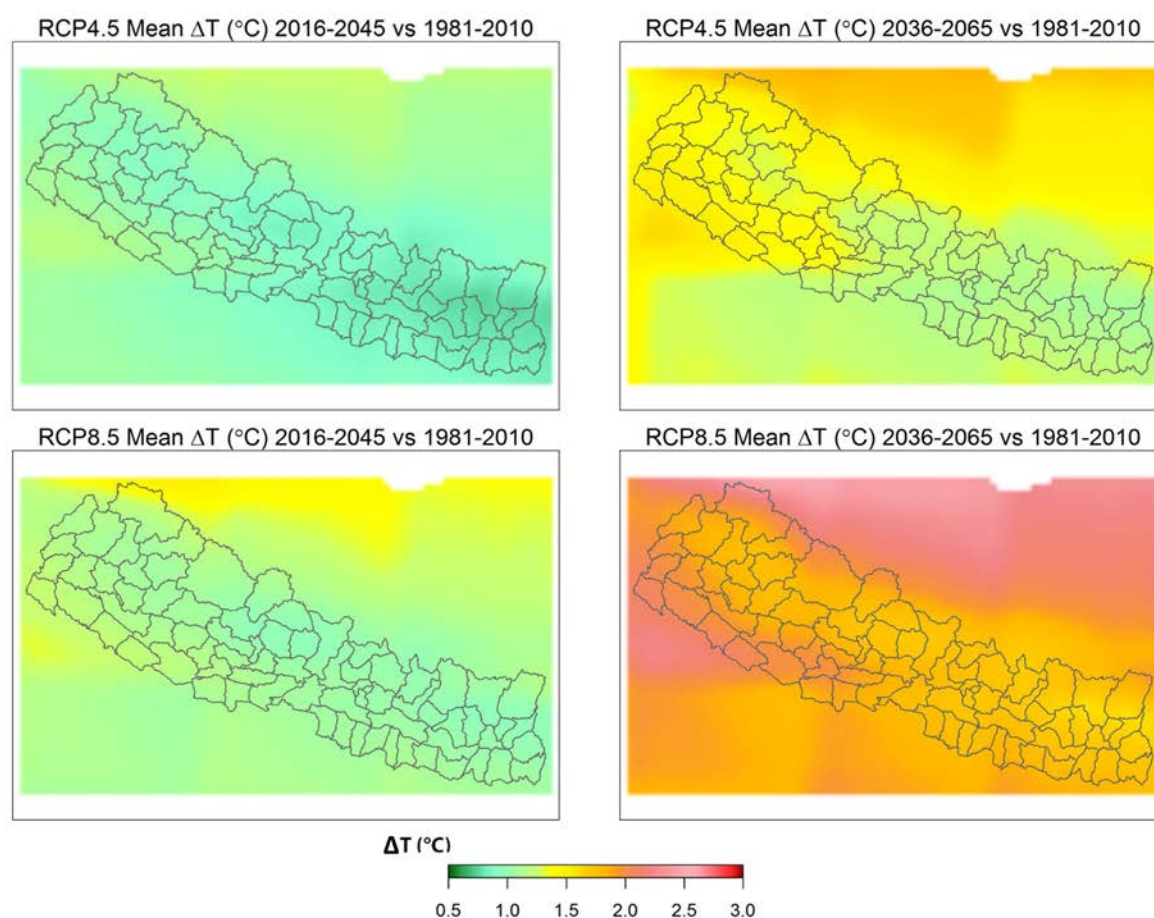 RCP4.5 Mean ΔT (°C) 2016-2045 vs 1981-2010
RCP4.5 Mean ΔT (°C) 2036-2065 vs 1981-2010
RCP8.5 Mean ΔT (°C) 2016-2045 vs 1981-2010
RCP8.5 Mean ΔT (°C) 2036-2065 vs 1981-2010
ΔT (°C)
0.5 1.0 1.5 2.0 2.5 3.0